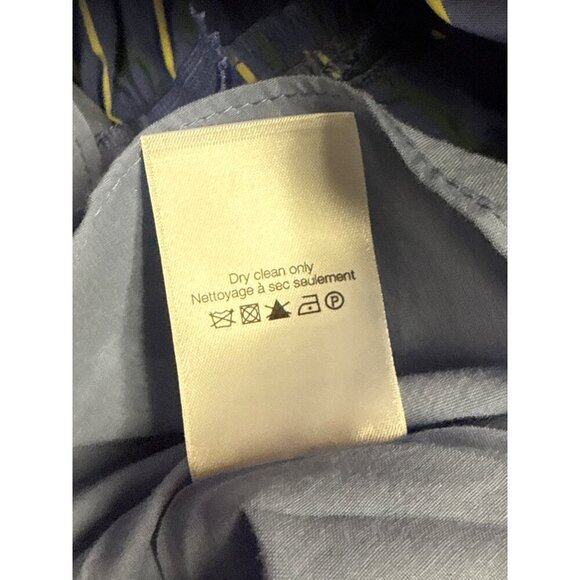 Dry clean only
Nettoyage à sec seulement
P